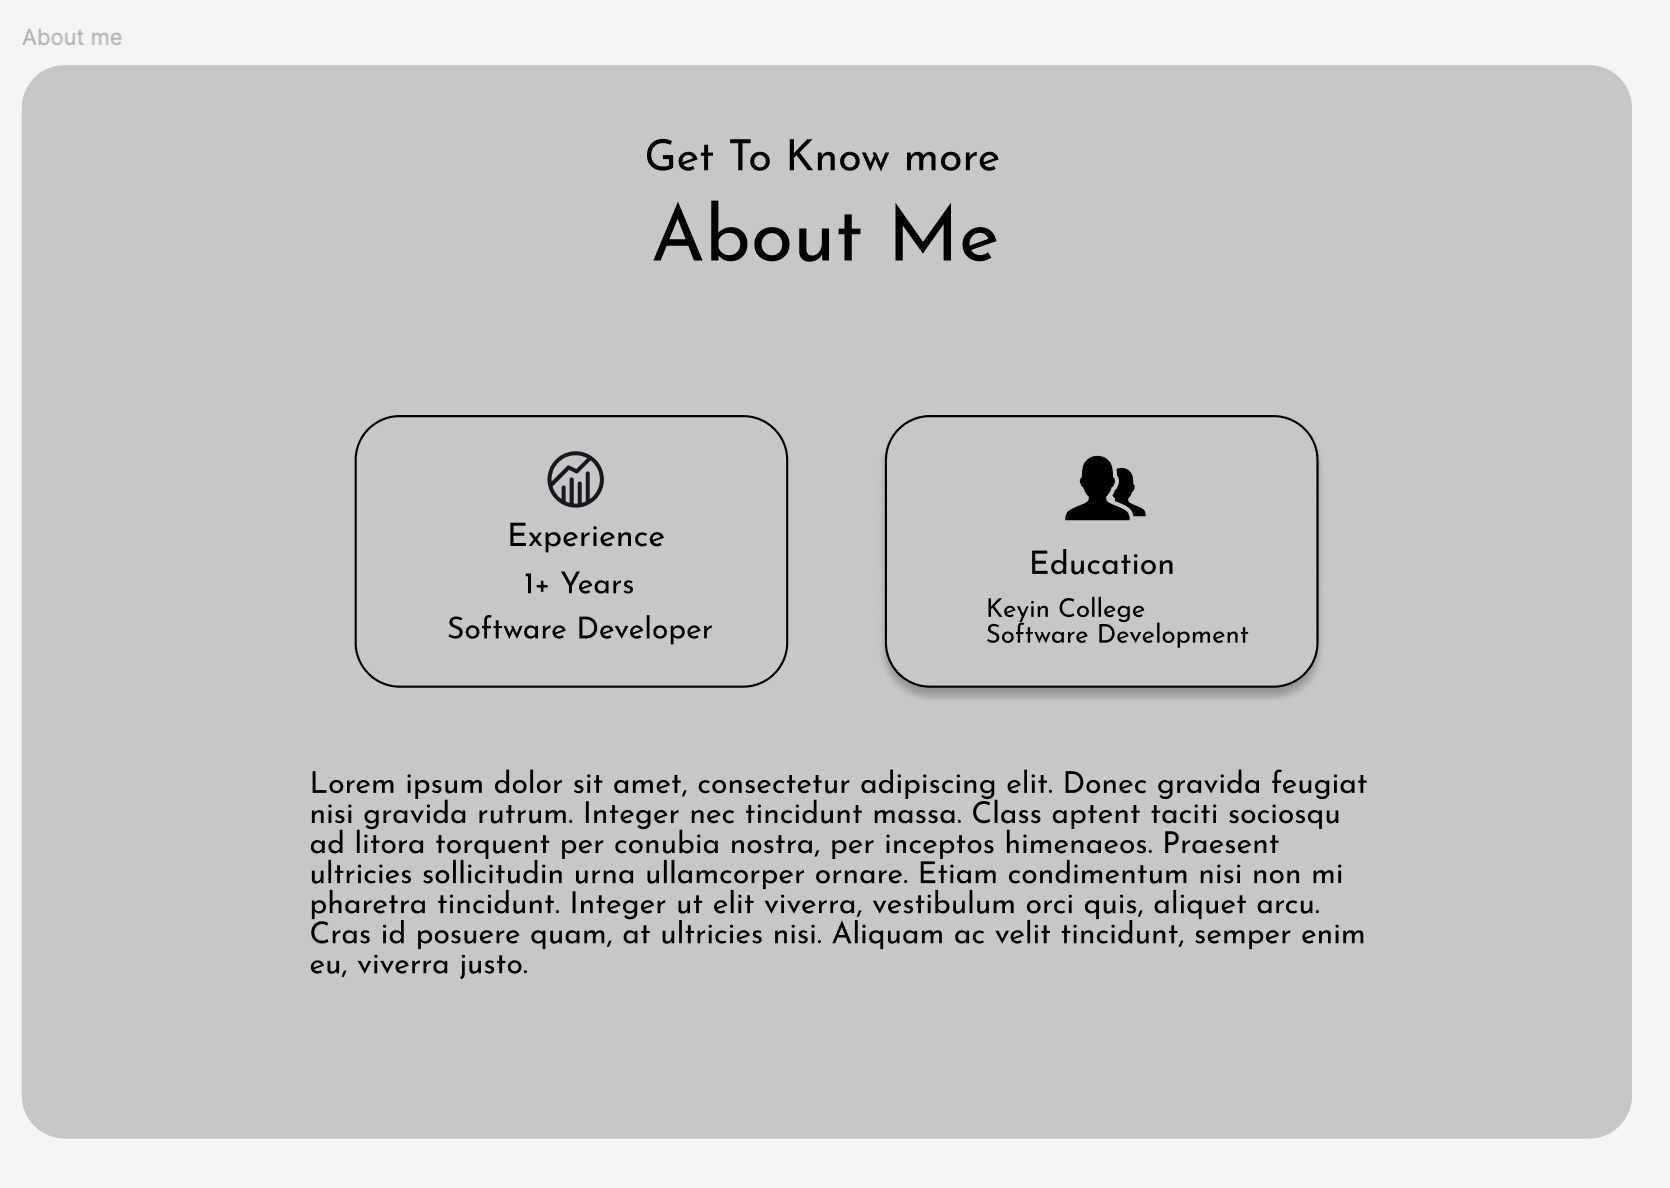 About me
Get To Know more
About Me
Experience
1+ Years
Software Developer
Education
Keyin College
Software Development
Lorem ipsum dolor sit amet, consectetur adipiscing elit. Donec gravida feugiat
nisi gravida rutrum. Integer nec tincidunt massa. Class aptent taciti sociosqu
ad litora torquent per conubia nostra, per inceptos himenaeos. Praesent
ultricies sollicitudin urna ullamcorper ornare. Etiam condimentum nisi non mi
pharetra tincidunt. Integer ut elit viverra, vestibulum orci quis, aliquet arcu.
Cras id posuere quam, at ultricies nisi. Aliquam ac velit tincidunt, semper enim
eu, viverra justo.